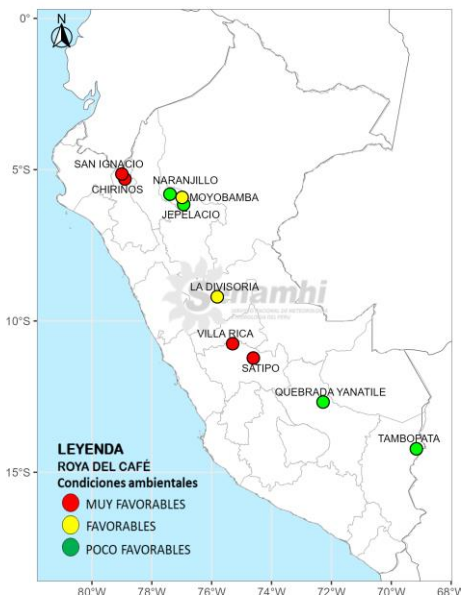 N
0°
SAN IGNACIO
NARANJILLO
5°S
CHIRINOS
MOYOBAMBA
JEPELACIO
LA DIVISORIA
Senamhi
10°S
VILLA RICA
SATIPO
QUEBRADA YANATILE
TAMBOPATA
15°S
LEYENDA
ROYA DEL CAFÉ
Condiciones ambientales
MUY FAVORABLES
FAVORABLES
POCO FAVORABLES
80°W 78°W 76°W 74°W 72°W 70°W 68°W